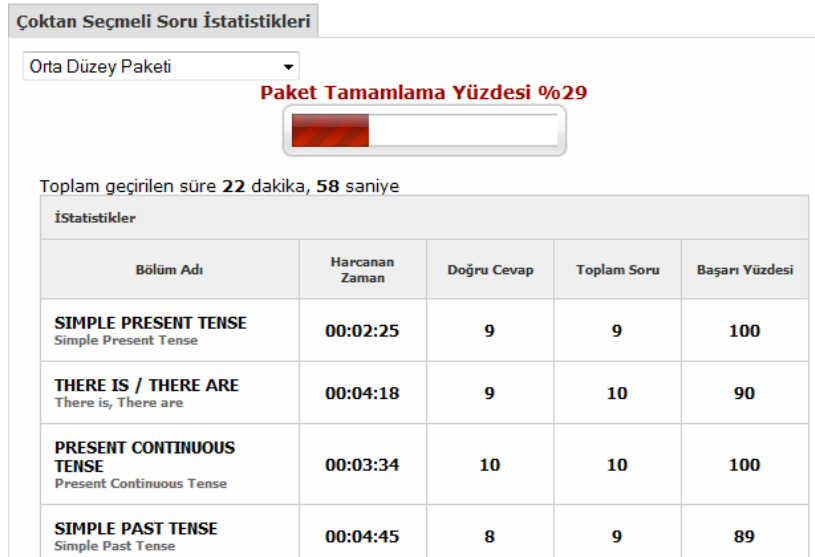 Çoktan Seçmeli Soru İstatistikleri
Orta Düzey Paketi
Paket Tamamlama Yüzdesi %29
Toplam geçirilen süre 22 dakika, 58 saniye
İStatistikler
Bölüm Adı
Harcanan
Zaman
Doğru Cevap
Toplam Soru
Başarı Yüzdesi
SIMPLE PRESENT TENSE
Simple Present Tense
00:02:25
9
9
100
THERE IS / THERE ARE
There is, There are
00:04:18
9
10
90
PRESENT CONTINUOUS
TENSE
Present Continuous Tense
00:03:34
10
10
100
SIMPLE PAST TENSE
Simple Past Tense
00:04:45
8
9
89